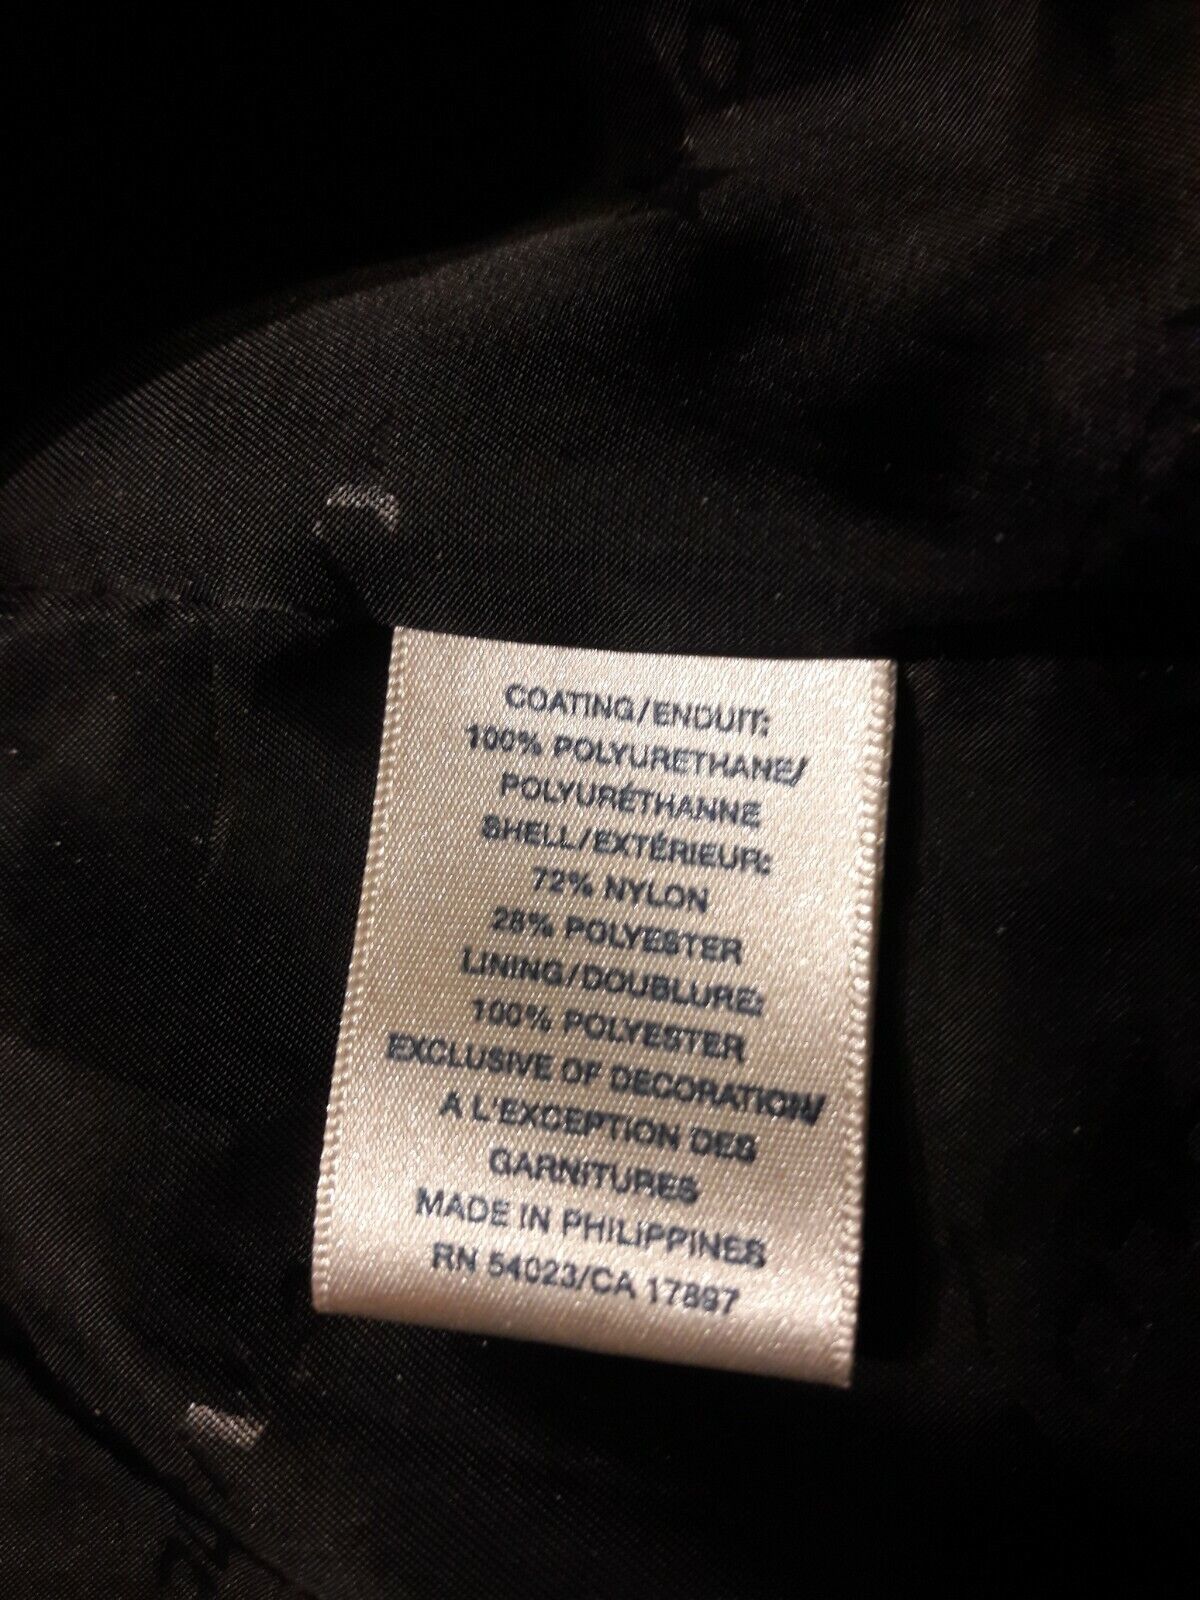 COATING/ENDUIT:
100% POLYURETHANE/
POLYURÉTHANNE
SHELL/EXTÉRIEUR:
72% NYLON
28% POLYESTER
LINING/DOUBLURE:
100% POLYESTER
EXCLUSIVE OF DECORATION/
A L'EXCEPTION DES
GARNITURES
MADE IN PHILIPPINES
RN 54023/CA 17897